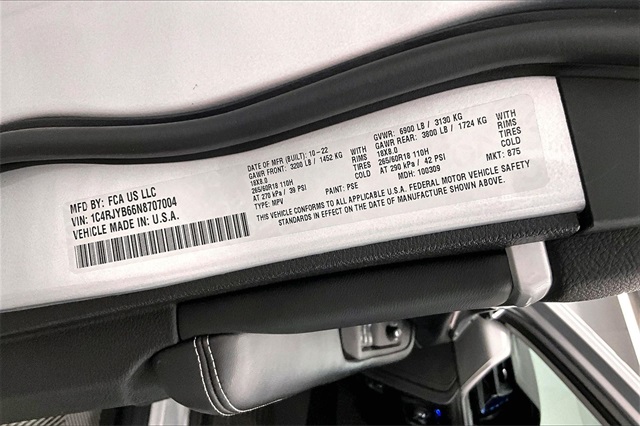 MFD BY: FCA US LLC
VIN: 1C4RJYB66N8707004
VEHICLE MADE IN: U.S.A.
DATE OF MFR (BUILT): 10-22 GVWR: 6900 LB / 3130 KG
GAWR FRONT: 3200 LB / 1452 KG WITH GAWR REAR: 3800 LB / 1724 KG WITH
18X8.0 RIMS 18X8.0 RIMS
265/60R18 110H TIRES 265/60R18 110H TIRES
AT 270 kPa / 39 PSI COLD AT 290 kPa / 42 PSI COLD
TYPE: MPV PAINT: PSE MDH: 100309 MKT: 875
THIS CONFORMS TO ALL APPLICABLE U.S.A. FEDERAL MOTOR VEHICLE SAFETY
STANDARDS IN EFFECT ON THE DATE OF MANUFACTURE SHOWN ABOVE.